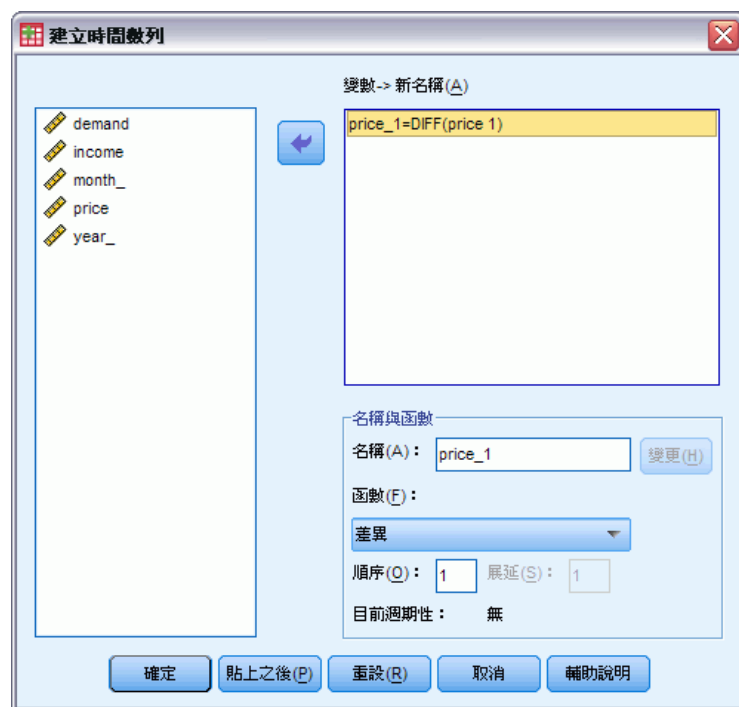 建立時間數列
變數-> 新名稱(A)
demand
income
month_
price
year_
price_1=DIFF(price 1)
名稱與函數
名稱(A)： price_1 變更(H)
函數(F)：
差異
順序(O)： 1 展延(S)： 1
目前週期性： 無
確定 貼上之後(P) 重設(R) 取消 輔助說明